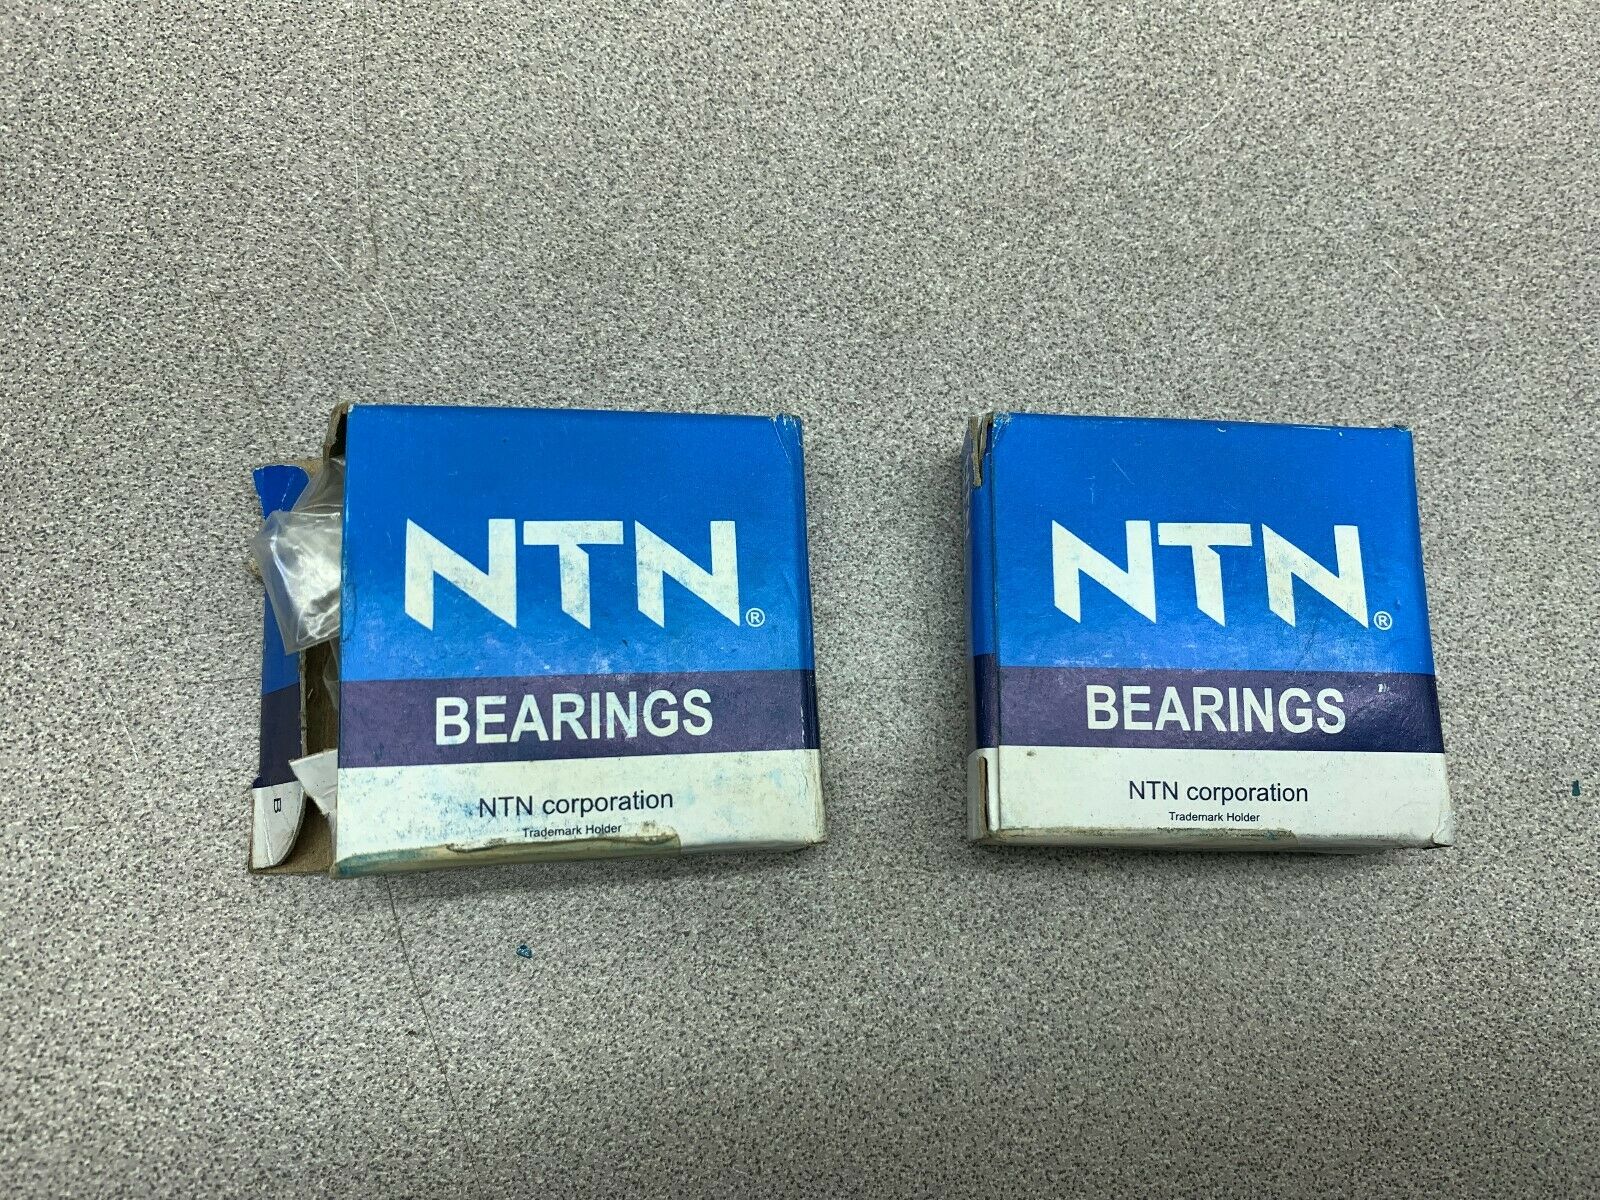 NTN®
BEARINGS
NTN corporation
Trademark Holder
B
NTN®
BEARINGS
NTN corporation
Trademark Holder